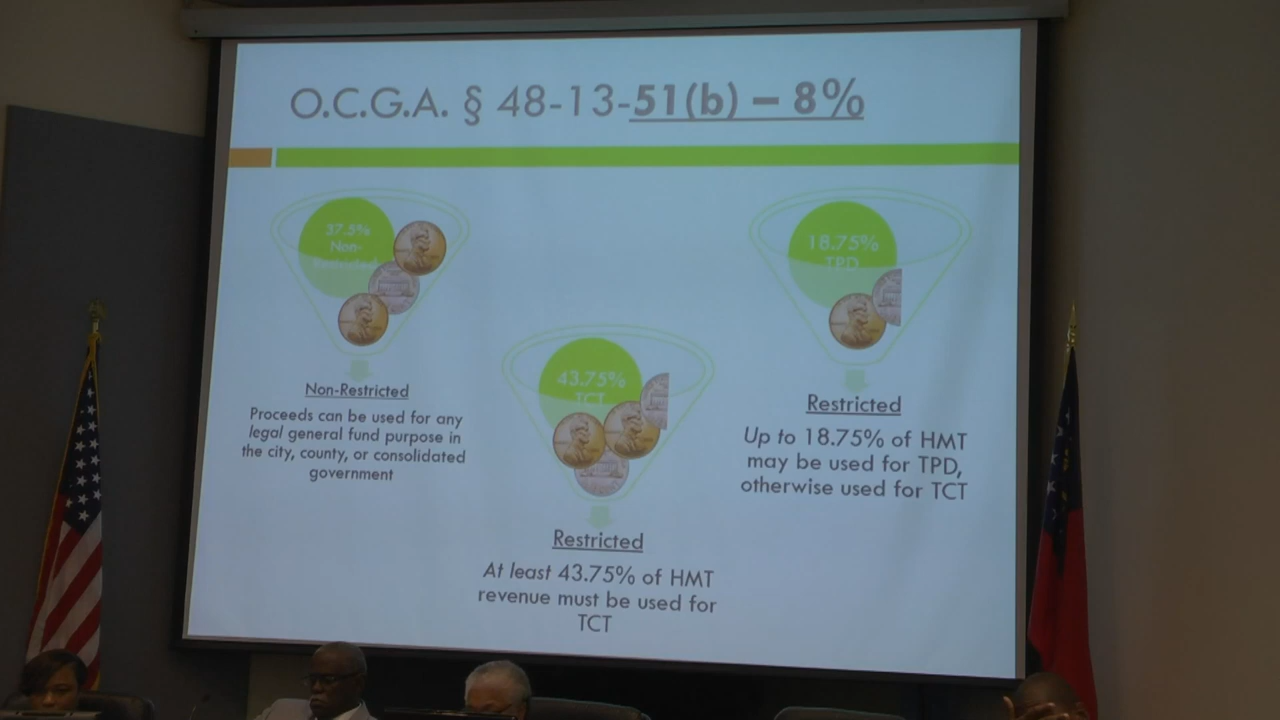 O.C.G.A. § 48-13-51(b) – 8%
37.5%
Non-
Non-Restricted
Proceeds can be used for any
legal general fund purpose in
the city, county, or consolidated
government
43.75%
TCT
Restricted
At least 43.75% of HMT
revenue must be used for
TCT
18.75%
TPD
Restricted
Up to 18.75% of HMT
may be used for TPD,
otherwise used for TCT